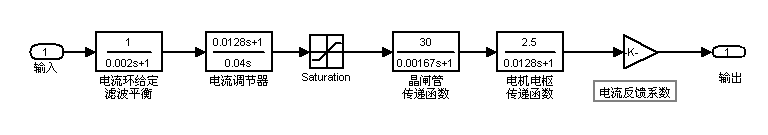 1
输入
1
0.002s+1
电流环给定
滤波平衡
0.0128s+1
0.04s
电流调节器
Saturation
30
0.00167s+1
晶闸管
传递函数
2.5
0.0128s+1
电机电枢
传递函数
-K-
电流反馈系数
1
输出